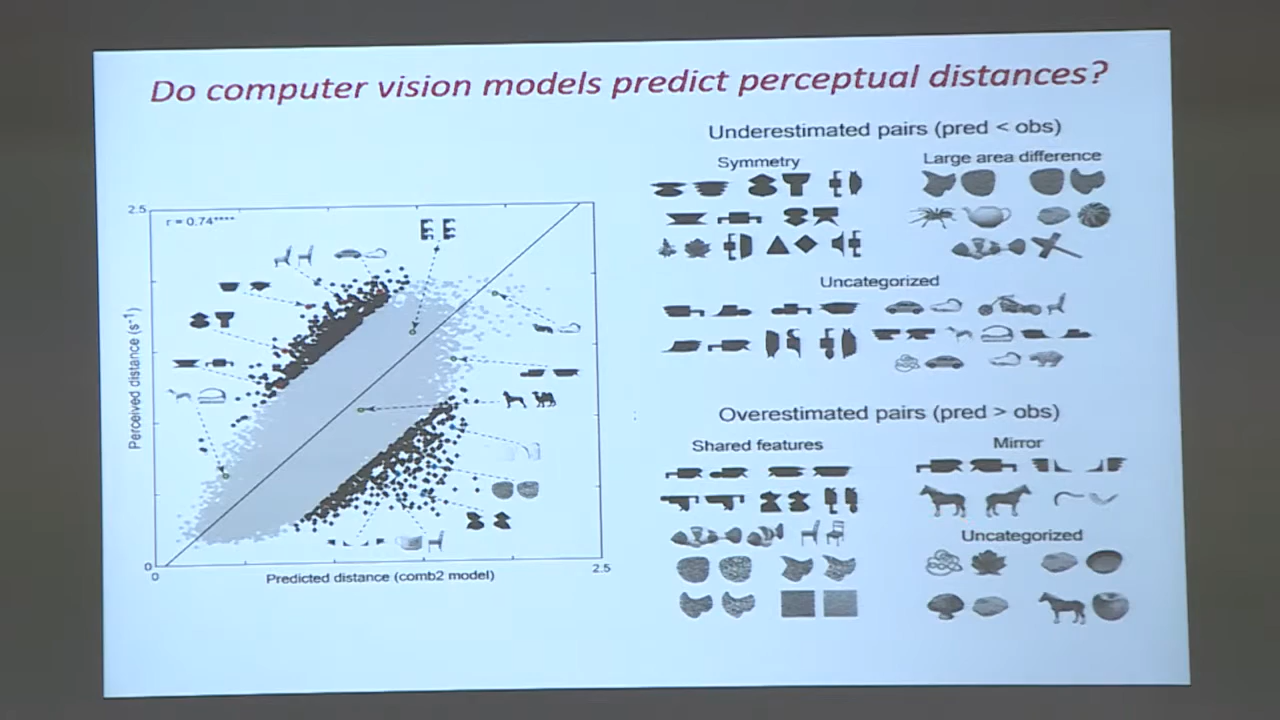 Do computer vision models predict perceptual distances?
Underestimated pairs (pred < obs)
Symmetry
Large area difference
Uncategorized
Overestimated pairs (pred > obs)
Shared features
Mirror
Uncategorized
2.5
r = 0.74****
Perceived distance (s⁻¹)
0
0
Predicted distance (comb2 model)
2.5